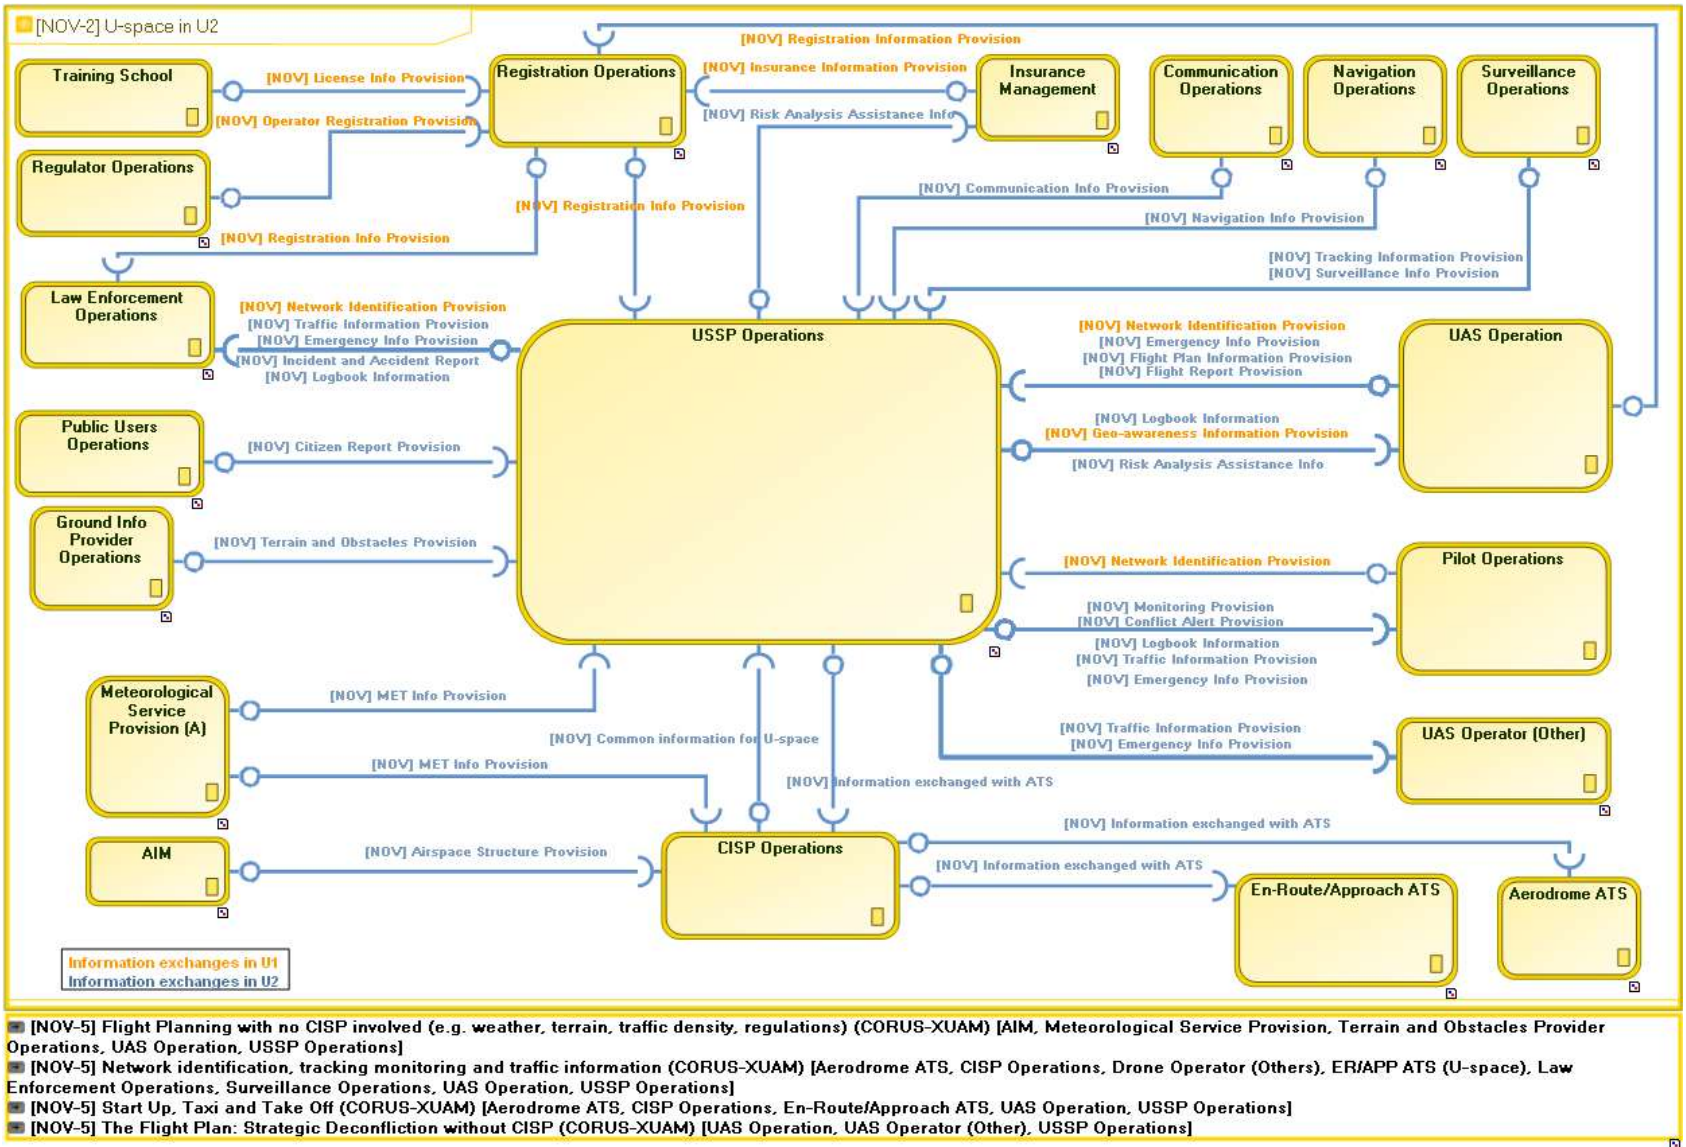 [NOV-2] U-space in U2
[NOV] Registration Information Provision
Training School
[NOV] License Info Provision
Registration Operations
[NOV] Insurance Information Provision
Insurance
Management
Communication
Operations
Navigation
Operations
Surveillance
Operations
[NOV] Operator Registration Provision
[NOV] Risk Analysis Assistance Info
Regulator Operations
[NOV] Communication Info Provision
[NOV] Registration Info Provision
[NOV] Navigation Info Provision
[NOV] Registration Info Provision
[NOV] Tracking Information Provision
[NOV] Surveillance Info Provision
Law Enforcement
Operations
[NOV] Network Identification Provision
[NOV] Traffic Information Provision
[NOV] Emergency Info Provision
[NOV] Incident and Accident Report
[NOV] Logbook Information
USSP Operations
[NOV] Network Identification Provision
[NOV] Emergency Info Provision
[NOV] Flight Plan Information Provision
[NOV] Flight Report Provision
UAS Operation
Public Users
Operations
[NOV] Citizen Report Provision
[NOV] Logbook Information
[NOV] Geo-awareness Information Provision
[NOV] Risk Analysis Assistance Info
Ground Info
Provider
Operations
[NOV] Terrain and Obstacles Provision
[NOV] Network Identification Provision
Pilot Operations
[NOV] Monitoring Provision
[NOV] Conflict Alert Provision
[NOV] Logbook Information
[NOV] Traffic Information Provision
[NOV] Emergency Info Provision
Meteorological
Service
Provision (A)
[NOV] MET Info Provision
[NOV] Common information for U-space
[NOV] Traffic Information Provision
[NOV] Emergency Info Provision
UAS Operator (Other)
[NOV] MET Info Provision
[NOV] Information exchanged with ATS
[NOV] Information exchanged with ATS
AIM
[NOV] Airspace Structure Provision
CISP Operations
[NOV] Information exchanged with ATS
En-Route/Approach ATS
Aerodrome ATS
Information exchanges in U1
Information exchanges in U2
[NOV-5] Flight Planning with no CISP involved (e.g. weather, terrain, traffic density, regulations) (CORUS-XUAM) [AIM, Meteorological Service Provision, Terrain and Obstacles Provider
Operations, UAS Operation, USSP Operations]
[NOV-5] Network identification, tracking monitoring and traffic information (CORUS-XUAM) [Aerodrome ATS, CISP Operations, Drone Operator (Others), ER/APP ATS (U-space), Law
Enforcement Operations, Surveillance Operations, UAS Operation, USSP Operations]
[NOV-5] Start Up, Taxi and Take Off (CORUS-XUAM) [Aerodrome ATS, CISP Operations, En-Route/Approach ATS, UAS Operation, USSP Operations]
[NOV-5] The Flight Plan: Strategic Deconfliction without CISP (CORUS-XUAM) [UAS Operation, UAS Operator (Other), USSP Operations]